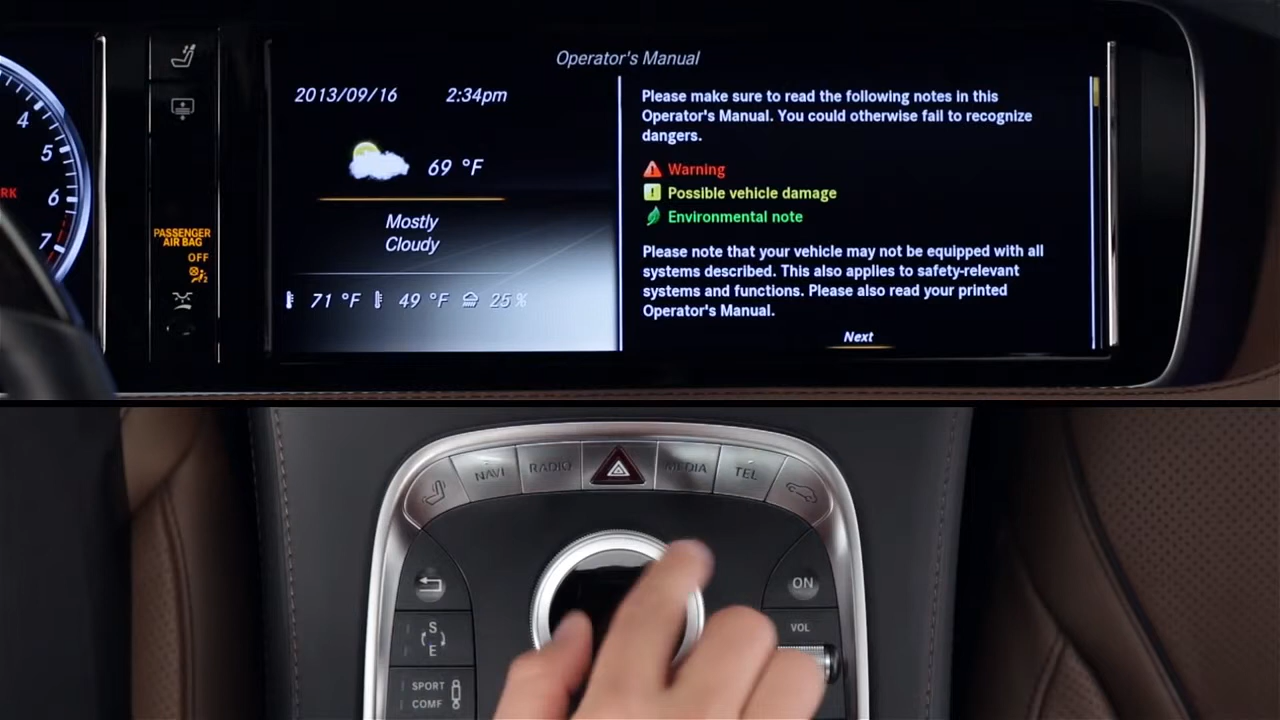 Operator's Manual
2013/09/16 2:34pm
69 °F
Mostly
Cloudy
71 °F 49 °F 25%
Please make sure to read the following notes in this
Operator's Manual. You could otherwise fail to recognize
dangers.
Warning
Possible vehicle damage
Environmental note
Please note that your vehicle may not be equipped with all
systems described. This also applies to safety-relevant
systems and functions. Please also read your printed
Operator's Manual.
Next
4
5
6
7
RK
PASSENGER
AIR BAG
OFF
2
NAVI RADIO MEDIA TEL
ON
VOL
S
E
SPORT
COMF